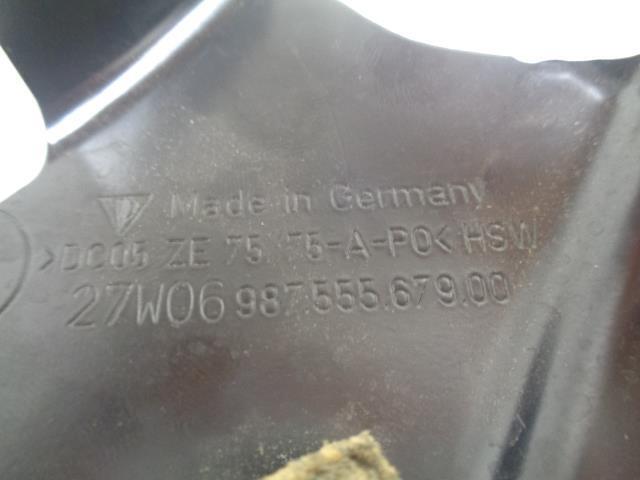 Made in Germany
>DC05 ZE 75/75-A-PO< HSW
27W06 987.555.679.00